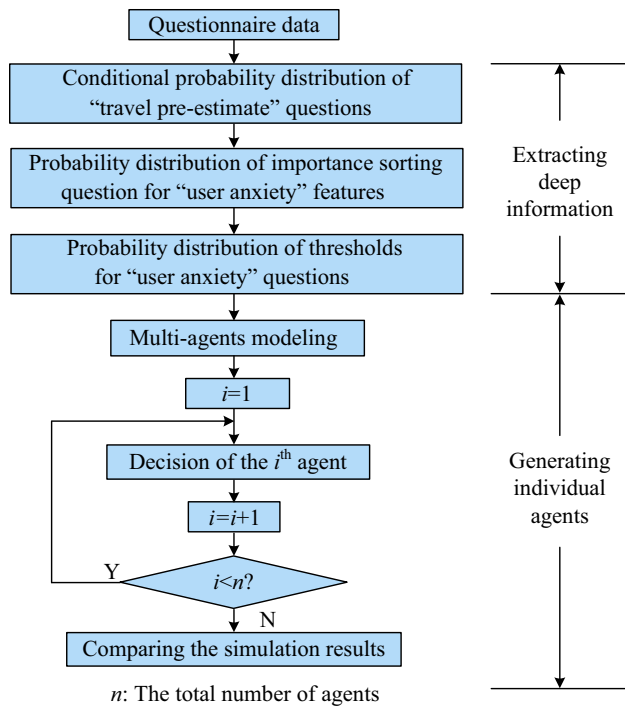 Questionnaire data
Conditional probability distribution of
“travel pre-estimate” questions
Probability distribution of importance sorting
question for “user anxiety” features
Probability distribution of thresholds
for “user anxiety” questions
Extracting
deep
information
Multi-agents modeling
i=1
Decision of the iᵗʰ agent
i=i+1
i<n?
Y
N
Comparing the simulation results
Generating
individual
agents
n: The total number of agents